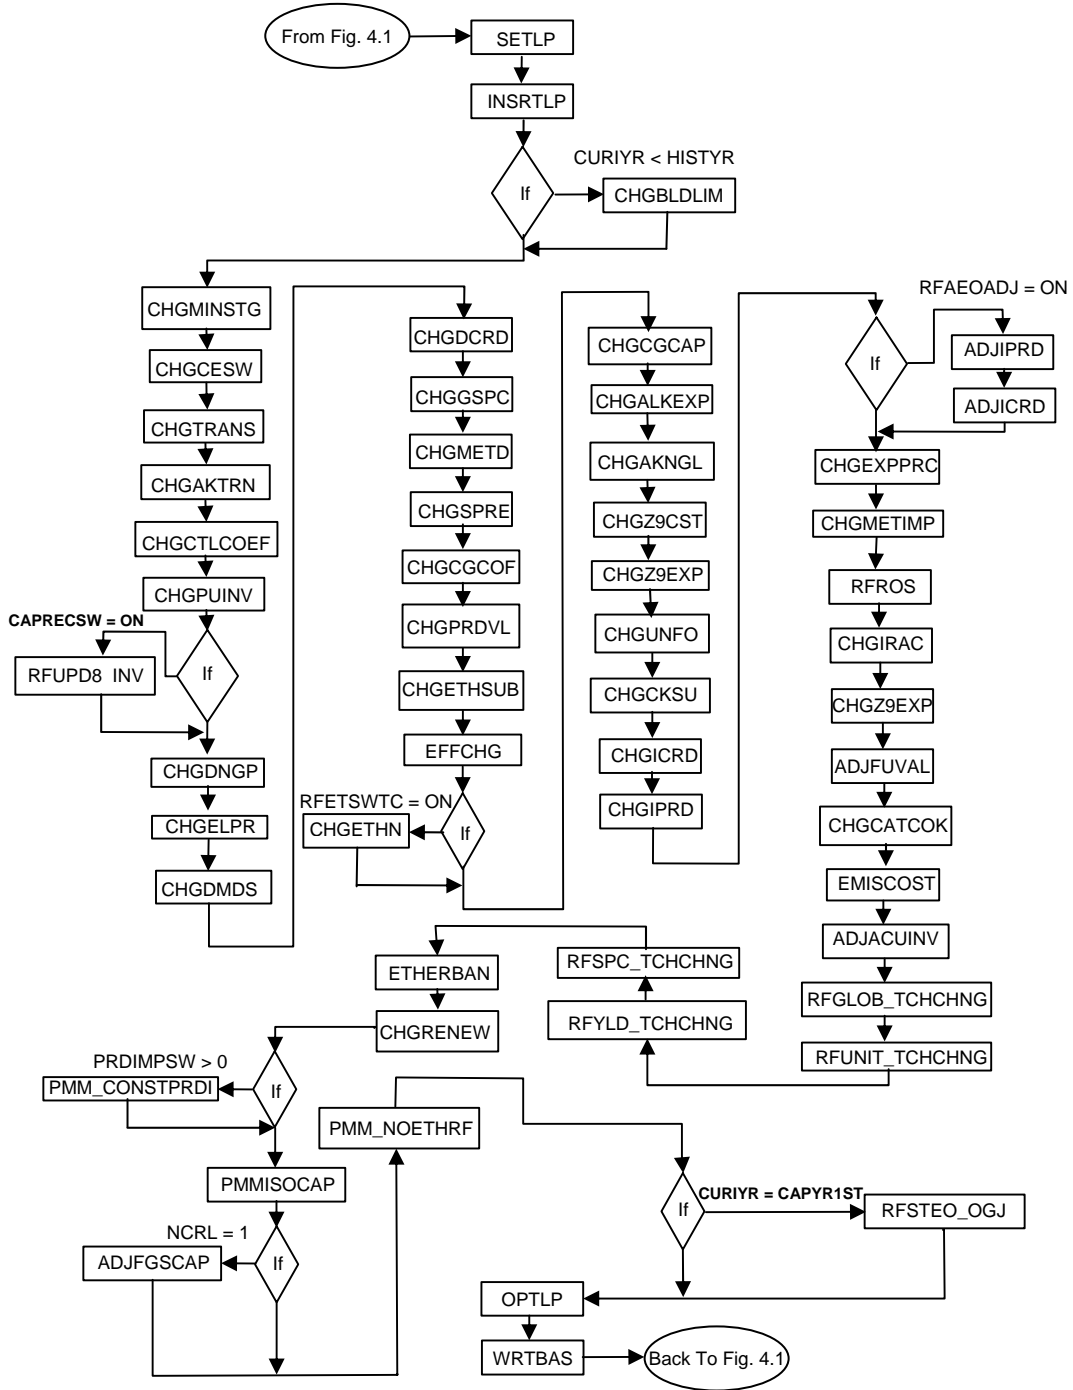 From Fig. 4.1
SETLP
INSRTLP
If
CURIYR < HISTYR
CHGBLDLIM
CHGMINSTG
CHGCESW
CHGTRANS
CHGAKTRN
CHGCTLCOEF
CHGPUINV
CAPRECSW = ON
If
RFUPD8 INV
CHGDNGP
CHGELPR
CHGDMDS
CHGDCRD
CHGGSPC
CHGMETD
CHGSPRE
CHGCGCOF
CHGPRDVL
CHGETHSUB
EFFCHG
RFETSWTC = ON
CHGETHN
If
CHGCGCAP
CHGALKEXP
CHGAKNGL
CHGZ9CST
CHGZ9EXP
CHGUNFO
CHGCKSU
CHGICRD
CHGIPRD
RFAEOADJ = ON
If
ADJIPRD
ADJICRD
CHGEXPPRC
CHGMETIMP
RFROS
CHGIRAC
CHGZ9EXP
ADJFUVAL
CHGCATCOK
EMISCOST
ADJACUINV
RFGLOB_TCHCHNG
RFUNIT_TCHCHNG
RFYLD_TCHCHNG
RFSPC_TCHCHNG
ETHERBAN
CHGRENEW
PRDIMPSW > 0
PMM_CONSTPRDI
If
PMMISOCAP
NCRL = 1
ADJFGSCAP
If
PMM_NOETHRF
If
CURIYR = CAPYR1ST
RFSTEO_OGJ
OPTLP
WRTBAS
Back To Fig. 4.1